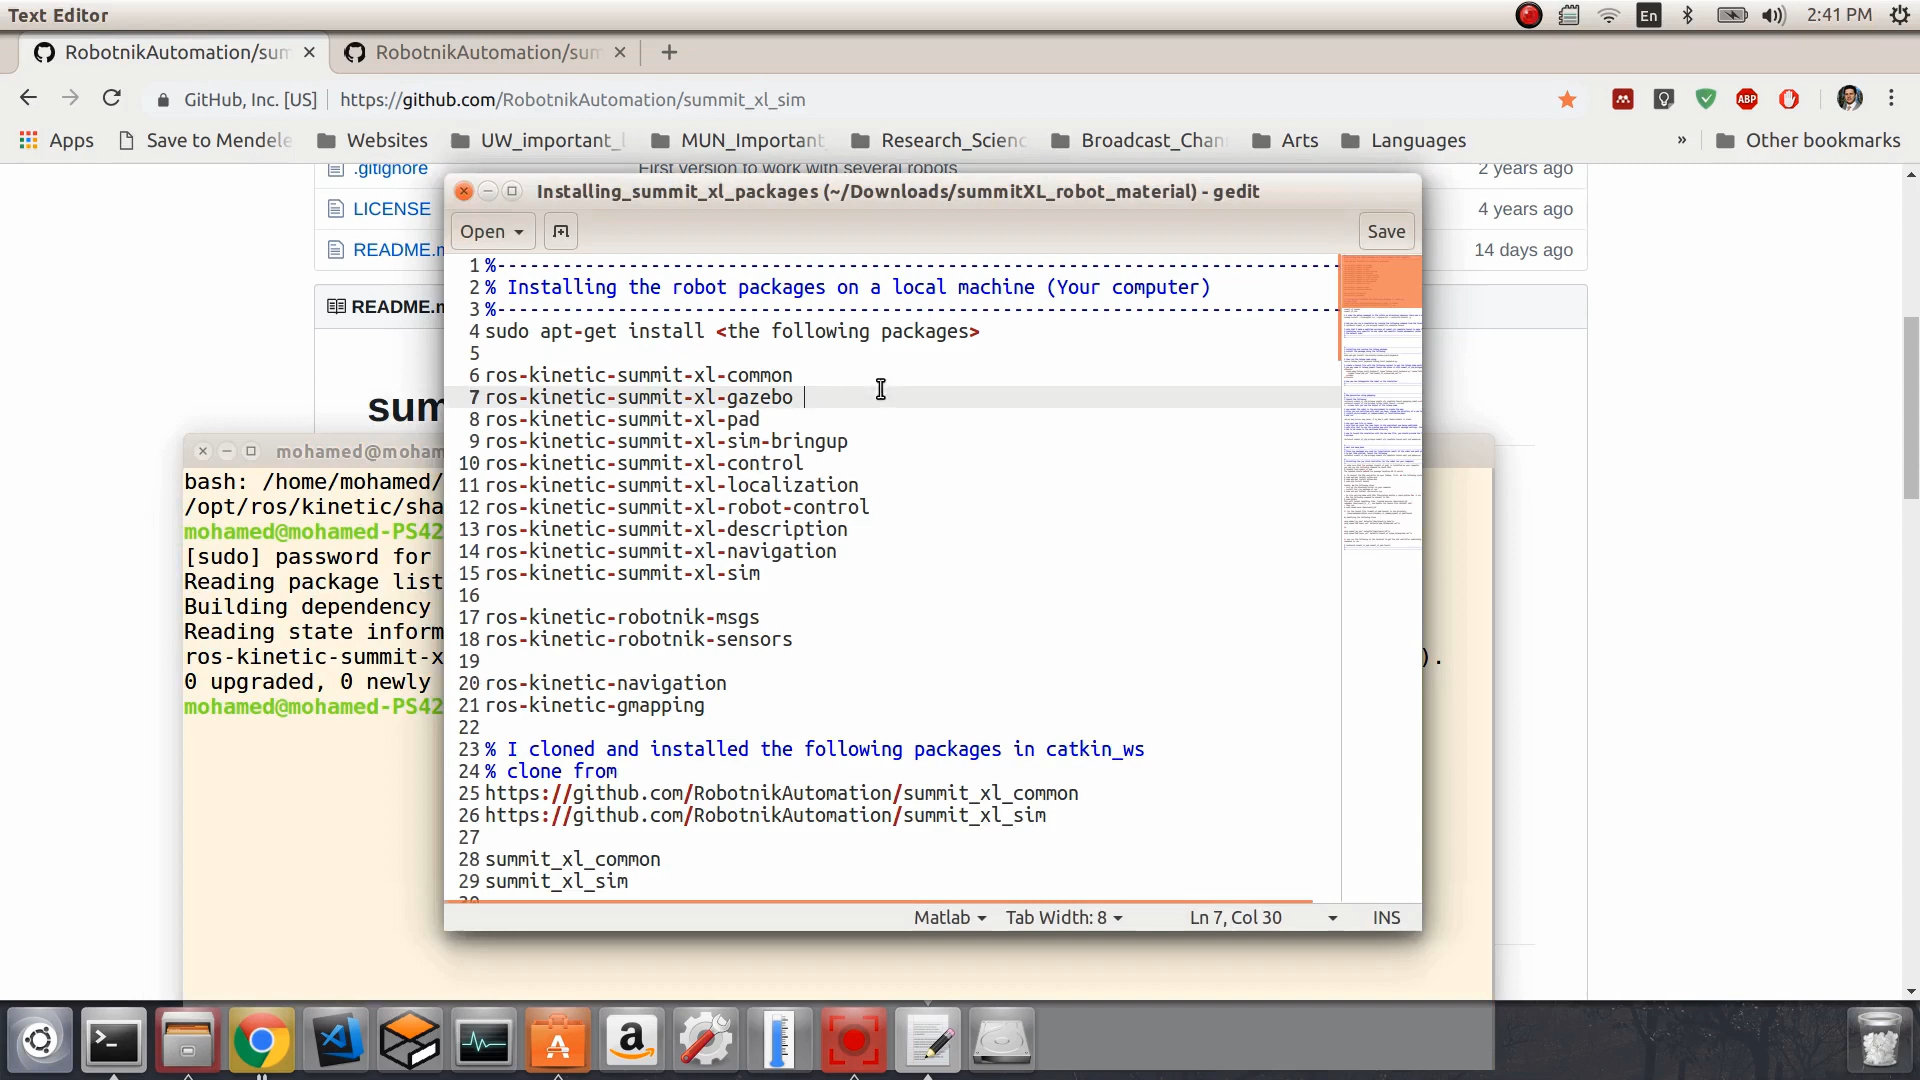 Text Editor
En
2:41 PM
RobotnikAutomation/sum
RobotnikAutomation/sum
GitHub, Inc. [US] | https://github.com/RobotnikAutomation/summit_xl_sim
ABP
Apps
Save to Mendele
Websites
UW_important_
MUN_Important
Research_Scienc
Broadcast_Chan
Arts
Languages
»
Other bookmarks
.gitignore
First version to work with several robots
2 years ago
LICENSE
4 years ago
README.m
14 days ago
README.m
sum
Installing_summit_xl_packages (~/Downloads/summitXL_robot_material) - gedit
Open
Save
1 %------------------------------------------------------------------------------
2 % Installing the robot packages on a local machine (Your computer)
3 %------------------------------------------------------------------------------
4 sudo apt-get install <the following packages>
5
6 ros-kinetic-summit-xl-common
7 ros-kinetic-summit-xl-gazebo
8 ros-kinetic-summit-xl-pad
9 ros-kinetic-summit-xl-sim-bringup
10 ros-kinetic-summit-xl-control
11 ros-kinetic-summit-xl-localization
12 ros-kinetic-summit-xl-robot-control
13 ros-kinetic-summit-xl-description
14 ros-kinetic-summit-xl-navigation
15 ros-kinetic-summit-xl-sim
16
17 ros-kinetic-robotnik-msgs
18 ros-kinetic-robotnik-sensors
19
20 ros-kinetic-navigation
21 ros-kinetic-gmapping
22
23 % I cloned and installed the following packages in catkin_ws
24 % clone from
25 https://github.com/RobotnikAutomation/summit_xl_common
26 https://github.com/RobotnikAutomation/summit_xl_sim
27
28 summit_xl_common
29 summit_xl_sim
Matlab
Tab Width: 8
Ln 7, Col 30
INS
mohamed@moham
bash: /home/mohamed/
/opt/ros/kinetic/sha
mohamed@mohamed-PS42
[sudo] password for
Reading package list
Building dependency
Reading state inform
ros-kinetic-summit-x
).
0 upgraded, 0 newly
mohamed@mohamed-PS42